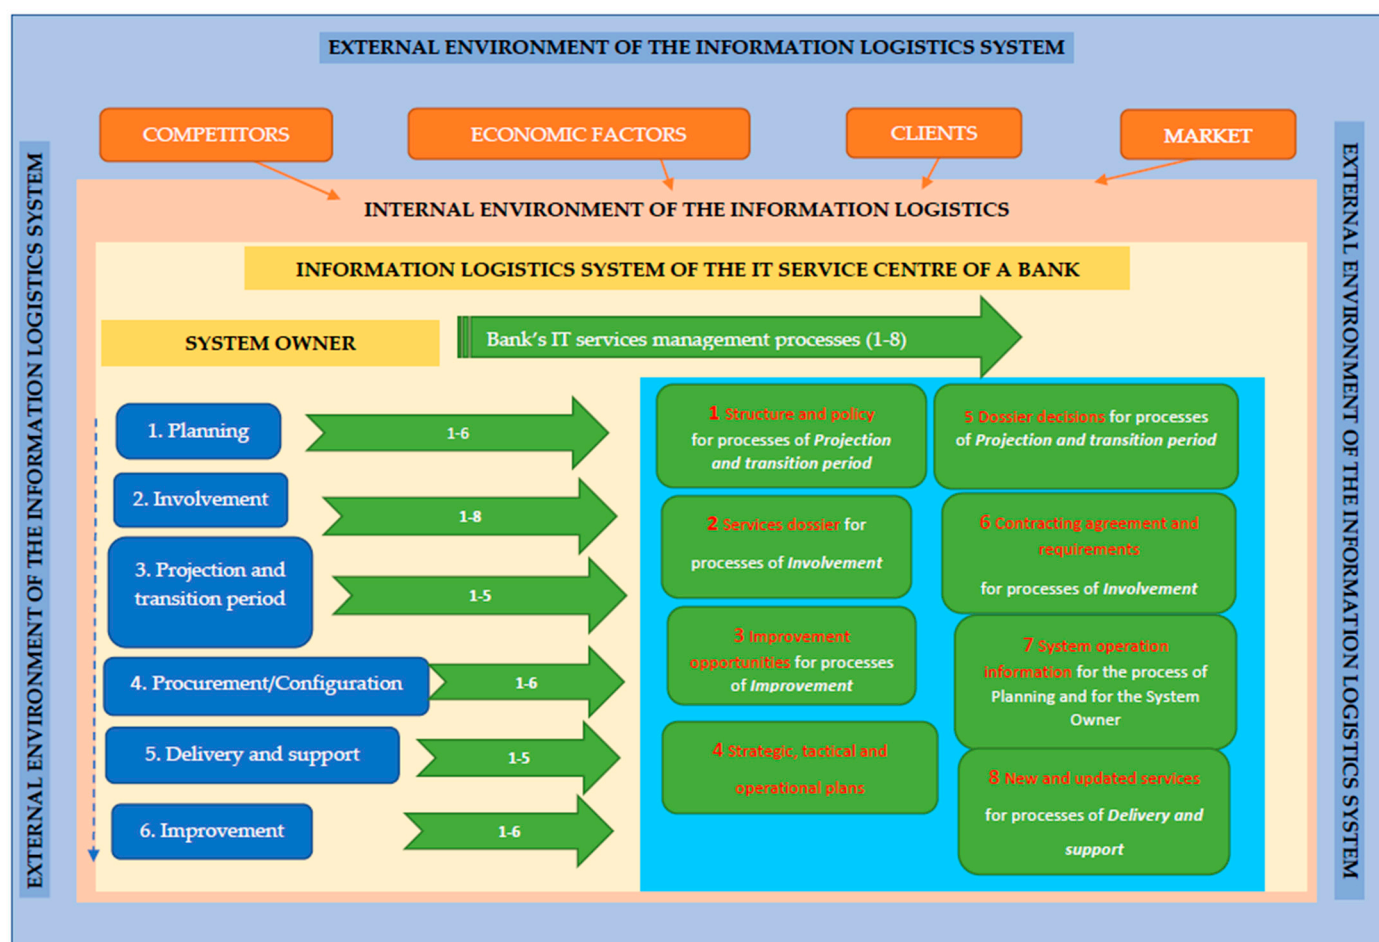 EXTERNAL ENVIRONMENT OF THE INFORMATION LOGISTICS SYSTEM
COMPETITORS
ECONOMIC FACTORS
CLIENTS
MARKET
EXTERNAL ENVIRONMENT OF THE INFORMATION LOGISTICS SYSTEM
EXTERNAL ENVIRONMENT OF THE INFORMATION LOGISTICS SYSTEM
INTERNAL ENVIRONMENT OF THE INFORMATION LOGISTICS
INFORMATION LOGISTICS SYSTEM OF THE IT SERVICE CENTRE OF A BANK
SYSTEM OWNER
Bank's IT services management processes (1-8)
1. Planning
1-6
2. Involvement
1-8
3. Projection and
transition period
1-5
4. Procurement/Configuration
1-6
5. Delivery and support
1-5
6. Improvement
1-6
1 Structure and policy
for processes of Projection
and transition period
2 Services dossier for
processes of Involvement
3 Improvement
opportunities for processes
of Improvement
4 Strategic, tactical and
operational plans
5 Dossier decisions for processes
of Projection and transition period
6 Contracting agreement and
requirements
for processes of Involvement
7 System operation
information for the process of
Planning and for the System
Owner
8 New and updated services
for processes of Delivery and
support